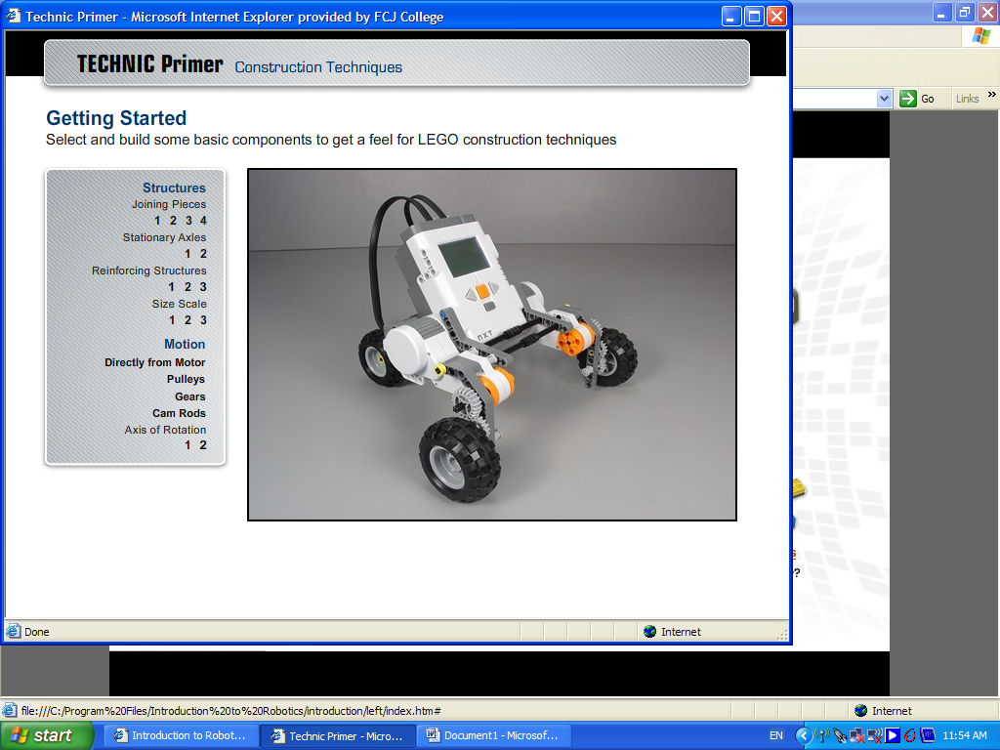 Technic Primer - Microsoft Internet Explorer provided by FCJ College
TECHNIC Primer Construction Techniques
Go Links »
Getting Started
Select and build some basic components to get a feel for LEGO construction techniques
Structures
Joining Pieces
1 2 3 4
Stationary Axles
1 2
Reinforcing Structures
1 2 3
Size Scale
1 2 3
Motion
Directly from Motor
Pulleys
Gears
Cam Rods
Axis of Rotation
1 2
NXT
s
?
Done Internet
file:///C:/Program%20Files/Introduction%20to%20Robotics/introduction/left/index.htm# Internet
start Introduction to Robot... Technic Primer - Micro... Document1 - Microsof... EN 11:54 AM